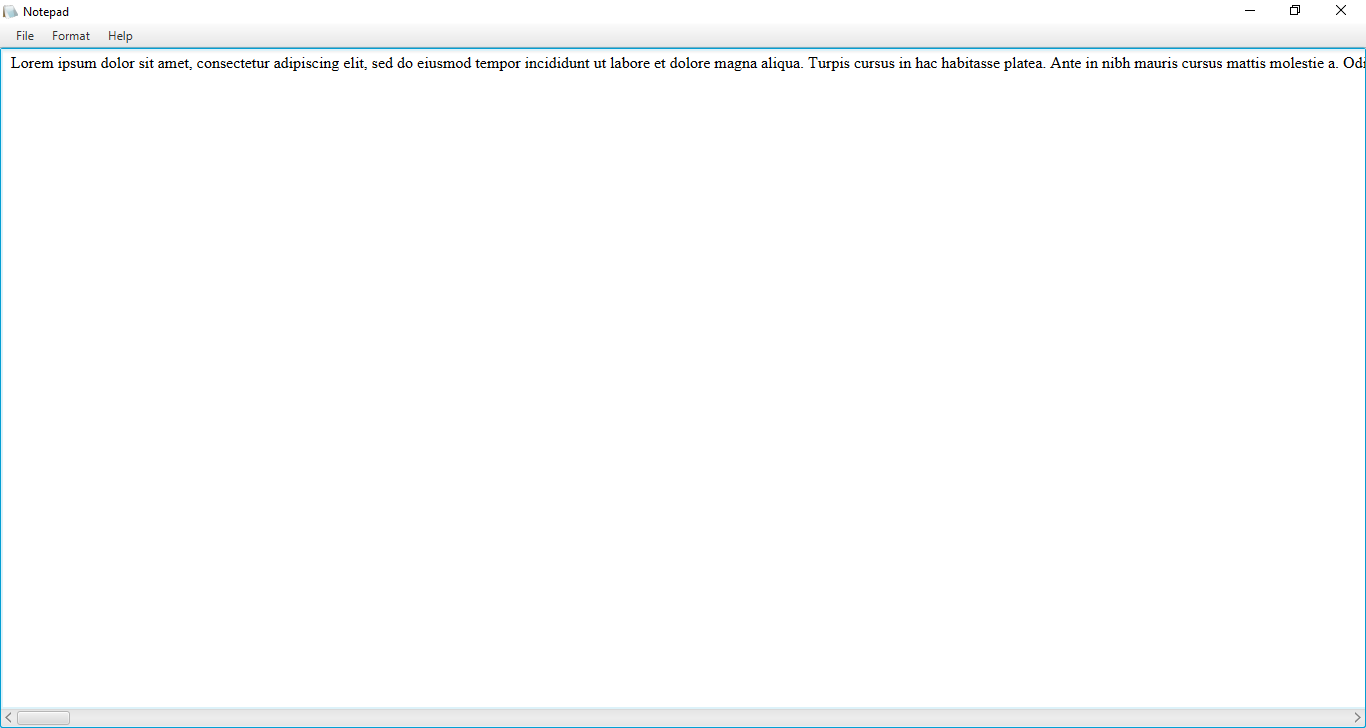 Notepad
File Format Help
Lorem ipsum dolor sit amet, consectetur adipiscing elit, sed do eiusmod tempor incididunt ut labore et dolore magna aliqua. Turpis cursus in hac habitasse platea. Ante in nibh mauris cursus mattis molestie a.